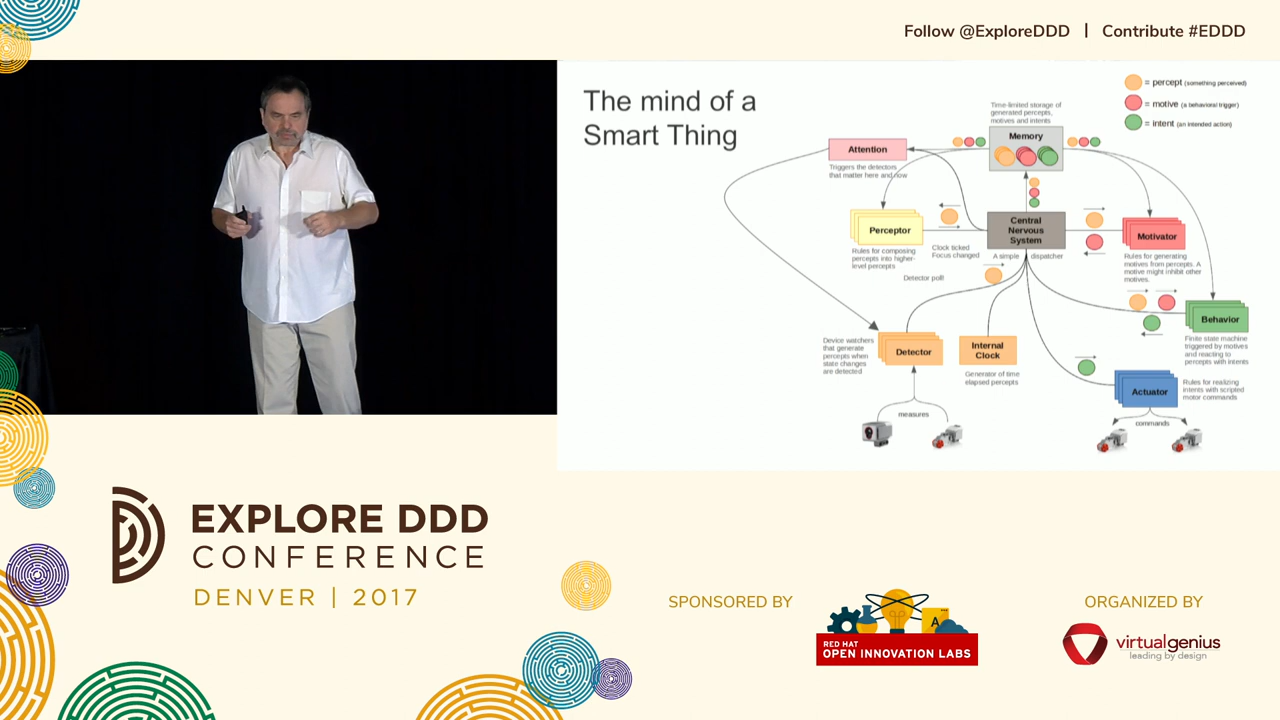 Follow @ExploreDDD | Contribute #EDDD
The mind of a
Smart Thing
= percept (something perceived)
= motive (a behavioral trigger)
= intent (an intended action)
Time-limited storage of
generated percepts,
motives and intents
Memory
Attention
Triggers the detectors
that matter here and now
Perceptor
Rules for composing
percepts into higher-
level percepts
Clock ticked
Focus changed
Detector poll!
Central
Nervous
System
A simple dispatcher
Motivator
Rules for generating
motives from percepts. A
motive might inhibit other
motives.
Behavior
Finite state machine
triggered by motives
and reacting to
percepts with intents
Device watchers
that generate
percepts when
state changes
are detected
Detector
Internal
Clock
Generator of time
elapsed percepts
Actuator
Rules for realizing
intents with scripted
motor commands
measures
commands
EXPLORE DDD
CONFERENCE
DENVER | 2017
SPONSORED BY
A
RED HAT
OPEN INNOVATION LABS
ORGANIZED BY
virtualgenius
leading by design